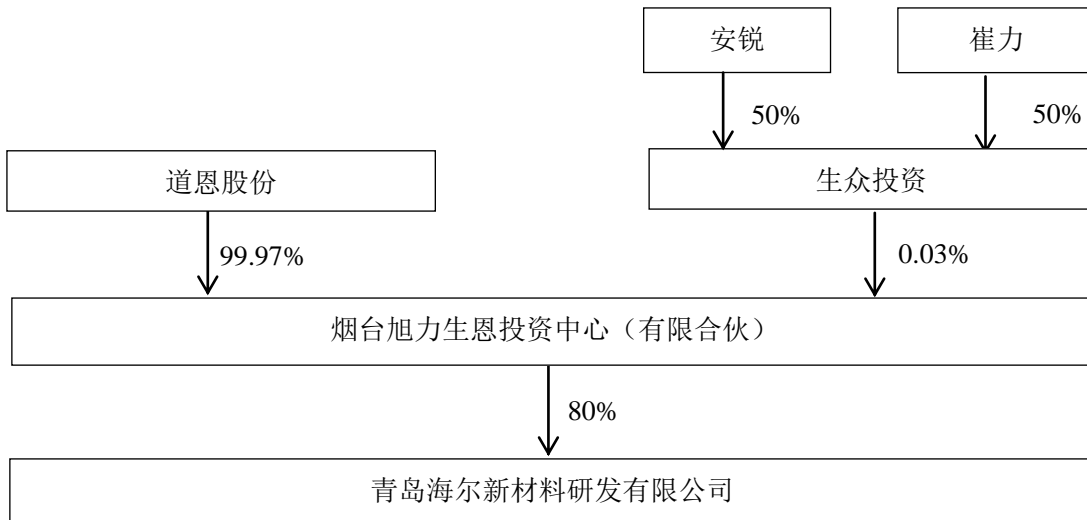 安锐
崔力
50%
50%
道恩股份
生众投资
99.97%
0.03%
烟台旭力生恩投资中心（有限合伙）
80%
青岛海尔新材料研发有限公司